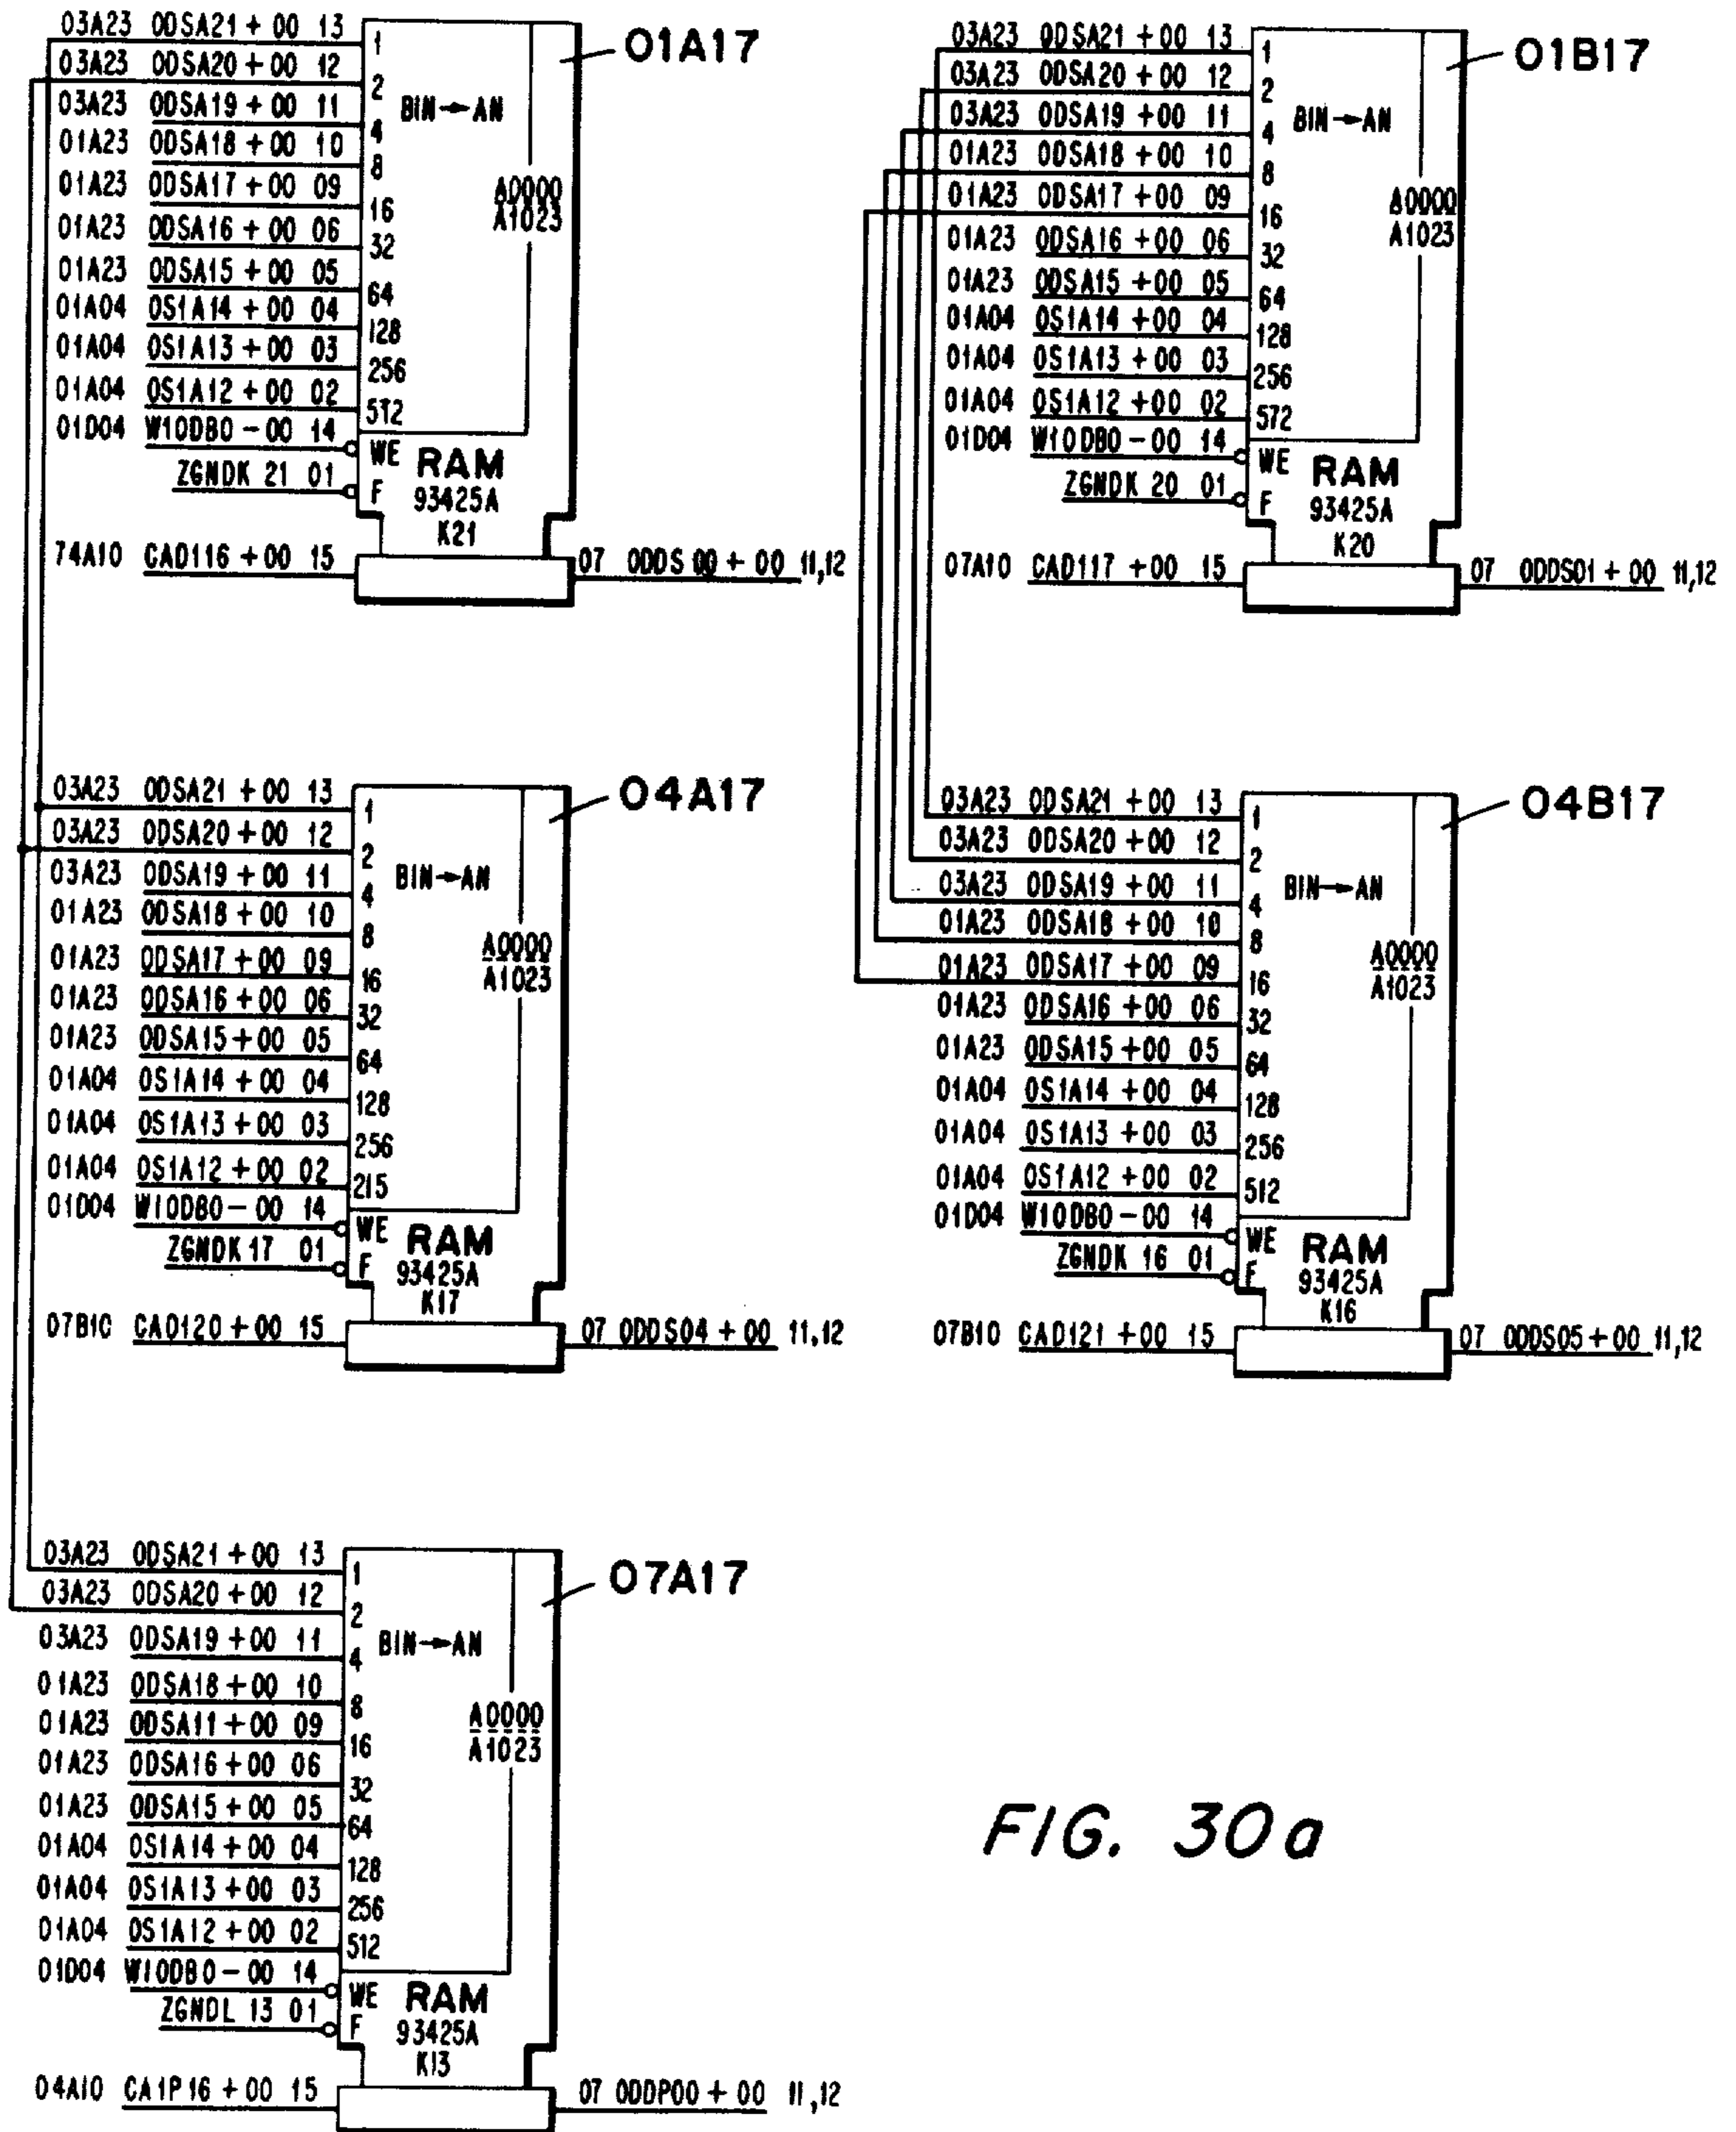 03A23 ODSA21 + 00 13
1
01A17
03A23 ODSA20 + 00 12
2
BIN→AN
03A23 ODSA19 + 00 11
4
01A23 ODSA18 + 00 10
8
01A23 ODSA17 + 00 09
16
A0000
A1023
01A23 ODSA16 + 00 06
32
01A23 ODSA15 + 00 05
64
01A04 OS1A14 + 00 04
128
01A04 OS1A13 + 00 03
256
01A04 OS1A12 + 00 02
512
01D04 W10DB0 - 00 14
WE RAM
ZGNDK 21 01
F 93425A
K21
74A10 CAD116 + 00 15
07 ODDS 00 + 00 11,12
03A23 ODSA21 + 00 13
1
01B17
03A23 ODSA20 + 00 12
2
BIN→AN
03A23 ODSA19 + 00 11
4
01A23 ODSA18 + 00 10
8
01A23 ODSA17 + 00 09
16
A0000
A1023
01A23 ODSA16 + 00 06
32
01A23 ODSA15 + 00 05
64
01A04 OS1A14 + 00 04
128
01A04 OS1A13 + 00 03
256
01A04 OS1A12 + 00 02
572
01D04 W10DB0 - 00 14
WE RAM
ZGNDK 20 01
F 93425A
K20
07A10 CAD117 + 00 15
07 ODDS01 + 00 11,12
03A23 ODSA21 + 00 13
1
04A17
03A23 ODSA20 + 00 12
2
BIN→AN
03A23 ODSA19 + 00 11
4
01A23 ODSA18 + 00 10
8
01A23 ODSA17 + 00 09
16
A0000
A1023
01A23 ODSA16 + 00 06
32
01A23 ODSA15 + 00 05
64
01A04 OS1A14 + 00 04
128
01A04 OS1A13 + 00 03
256
01A04 OS1A12 + 00 02
215
01D04 W10DB0 - 00 14
WE RAM
ZGNDK 17 01
F 93425A
K17
07B10 CAD120 + 00 15
07 ODDS04 + 00 11,12
03A23 ODSA21 + 00 13
1
04B17
03A23 ODSA20 + 00 12
2
BIN→AN
03A23 ODSA19 + 00 11
4
01A23 ODSA18 + 00 10
8
01A23 ODSA17 + 00 09
16
A0000
A1023
01A23 ODSA16 + 00 06
32
01A23 ODSA15 + 00 05
64
01A04 OS1A14 + 00 04
128
01A04 OS1A13 + 00 03
256
01A04 OS1A12 + 00 02
512
01D04 W10DB0 - 00 14
WE RAM
ZGNDK 16 01
F 93425A
K16
07B10 CAD121 + 00 15
07 ODDS05 + 00 11,12
03A23 ODSA21 + 00 13
1
07A17
03A23 ODSA20 + 00 12
2
BIN→AN
03A23 ODSA19 + 00 11
4
01A23 ODSA18 + 00 10
8
01A23 ODSA11 + 00 09
16
A0000
A1023
01A23 ODSA16 + 00 06
32
01A23 ODSA15 + 00 05
64
01A04 OS1A14 + 00 04
128
01A04 OS1A13 + 00 03
256
01A04 OS1A12 + 00 02
512
01D04 W10DB0 - 00 14
WE RAM
ZGNDL 13 01
F 93425A
K13
04A10 CA1P16 + 00 15
07 ODDP00 + 00 11,12
FIG. 30a